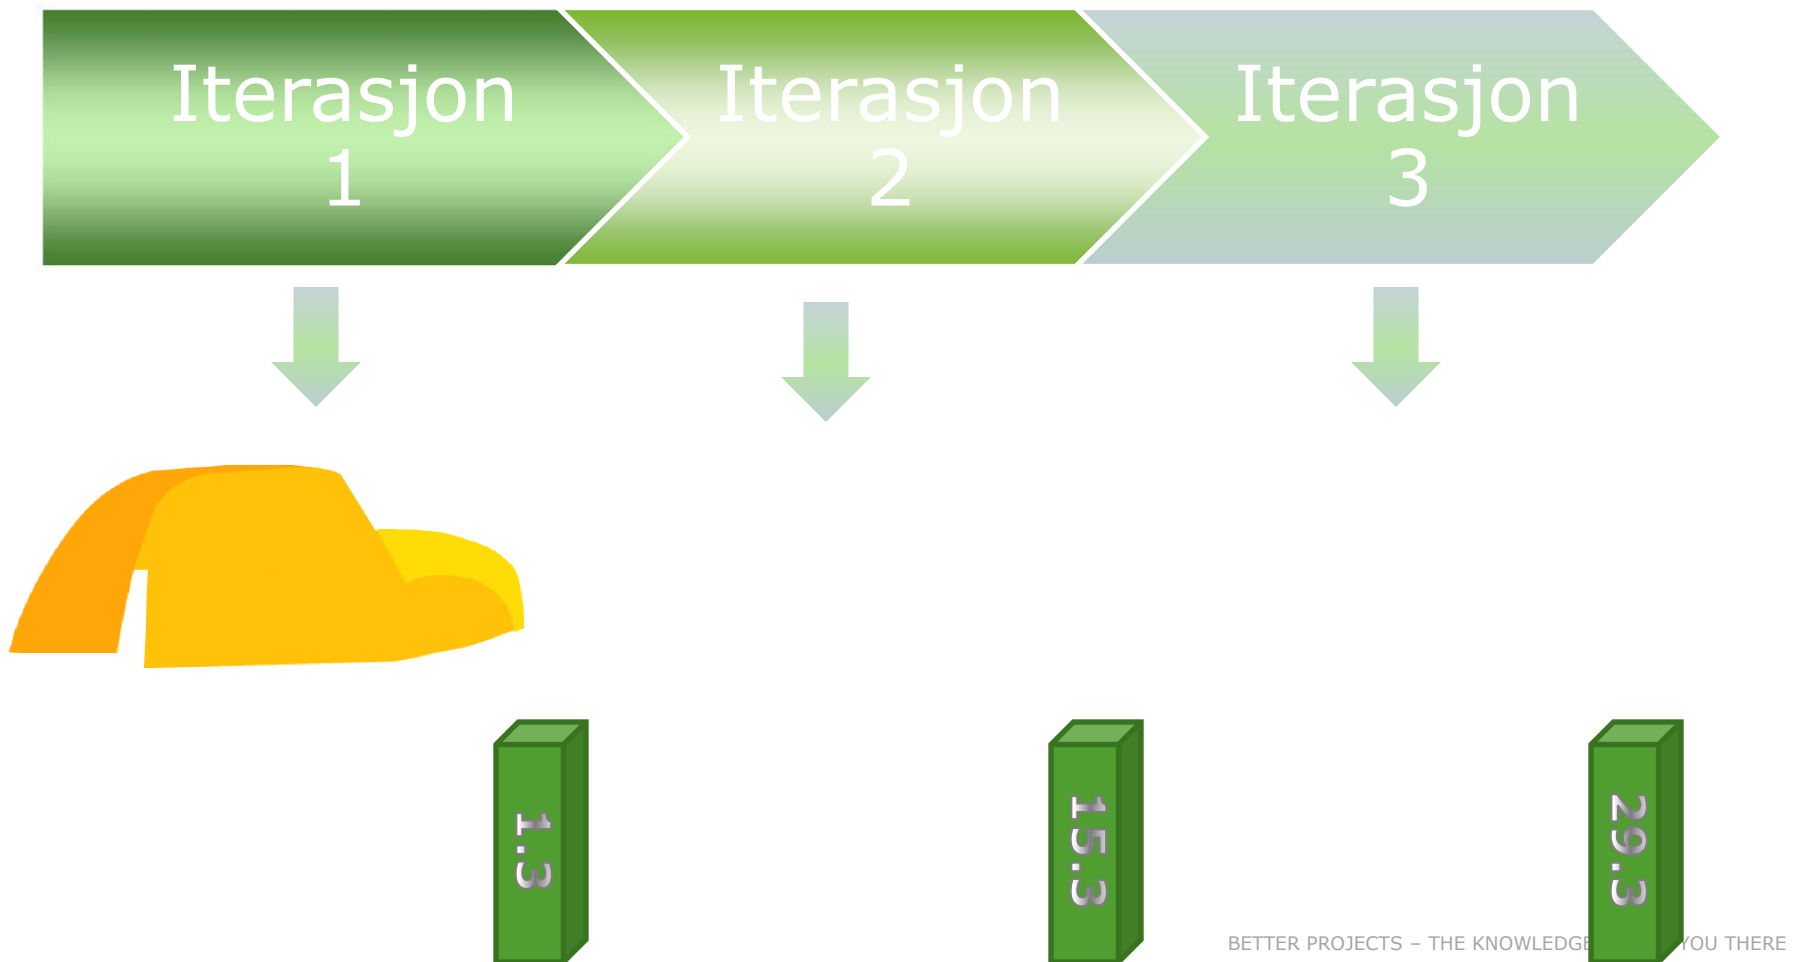 Iterasjon
1
Iterasjon
2
Iterasjon
3
1.3
15.3
29.3
BETTER PROJECTS – THE KNOWLEDGE YOU THERE